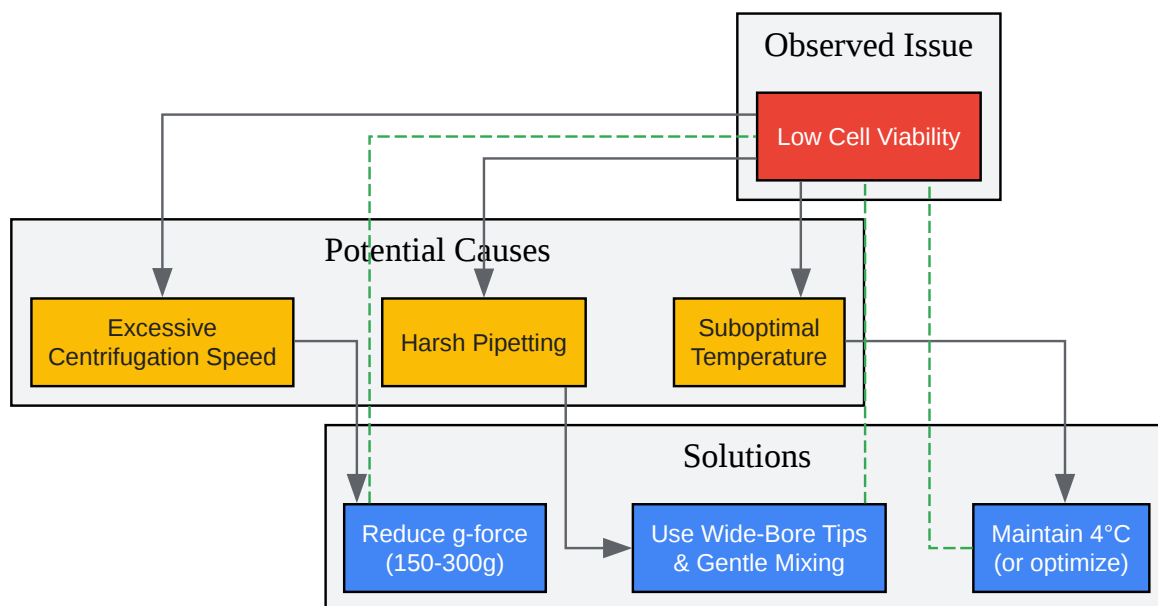 Observed Issue
Low Cell Viability
Potential Causes
Excessive
Centrifugation Speed
Harsh Pipetting
Suboptimal
Temperature
Solutions
Reduce g-force
(150-300g)
Use Wide-Bore Tips
& Gentle Mixing
Maintain 4°C
(or optimize)